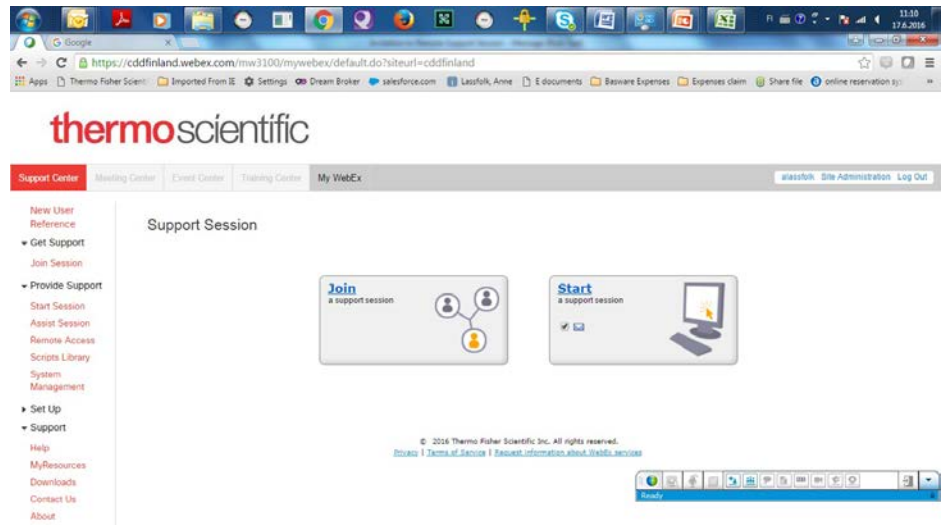 11:10
17.6.2016
G Google
https://cddfinland.webex.com/mw3100/mywebex/default.do?siteurl=cddfinland
Apps Thermo Fisher Scient Imported From IE Settings Dream Broker salesforce.com Lassfolk, Anne E documents Basware Expenses Expenses claim Share file online reservation sy
thermoscientific
Support Center Meeting Center Event Center Training Center My WebEx alassfolk Site Administration Log Out
New User
Reference
Support Session
Get Support
Join Session
Provide Support
Start Session
Assist Session
Remote Access
Scripts Library
System
Management
Set Up
Support
Help
MyResources
Downloads
Contact Us
About
Join
a support session
Start
a support session
© 2016 Thermo Fisher Scientific Inc. All rights reserved.
Privacy | Terms of Service | Request information about WebEx services
Ready